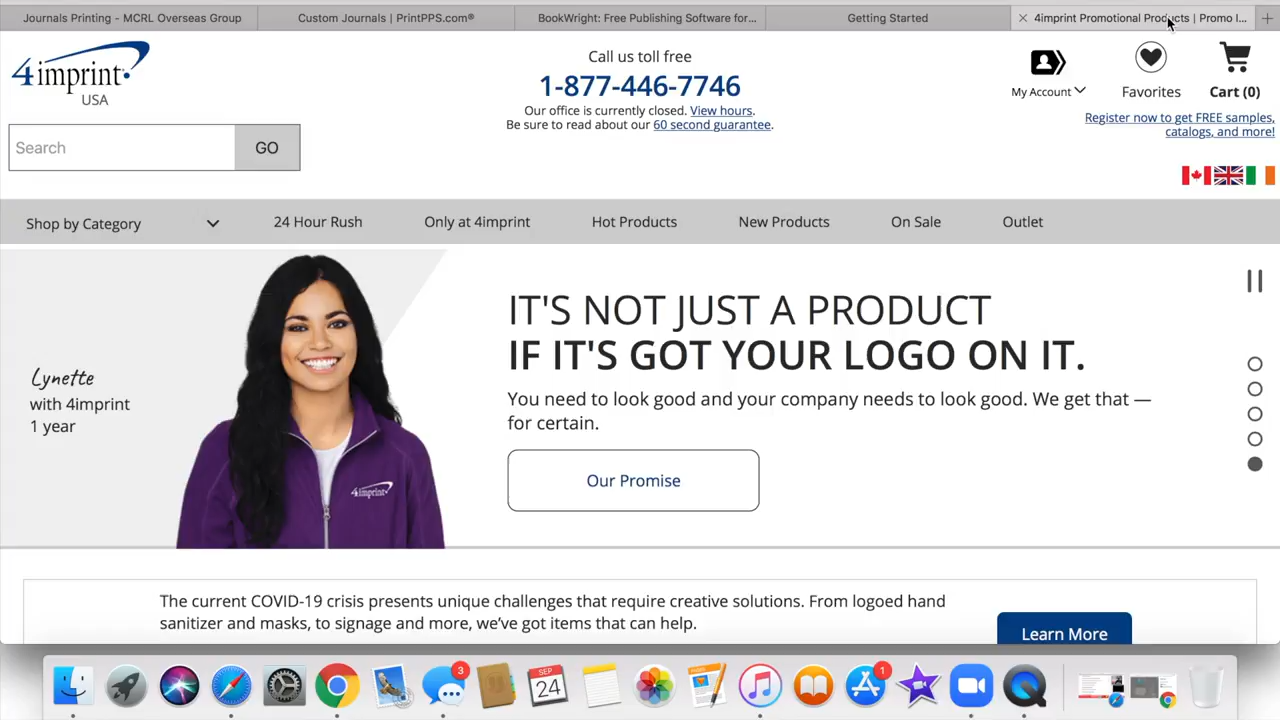 Journals Printing - MCRL Overseas Group
Custom Journals | PrintPPS.com®
BookWright: Free Publishing Software for...
Getting Started
4imprint Promotional Products | Promo I...
4imprint
USA
Call us toll free
1-877-446-7746
Our office is currently closed. View hours.
Be sure to read about our 60 second guarantee.
My Account
Favorites
Cart (0)
Register now to get FREE samples,
catalogs, and more!
Search
GO
Shop by Category
24 Hour Rush
Only at 4imprint
Hot Products
New Products
On Sale
Outlet
Lynette
with 4imprint
1 year
4imprint
IT'S NOT JUST A PRODUCT
IF IT'S GOT YOUR LOGO ON IT.
You need to look good and your company needs to look good. We get that —
for certain.
Our Promise
The current COVID-19 crisis presents unique challenges that require creative solutions. From logoed hand
sanitizer and masks, to signage and more, we've got items that can help.
Learn More
3
SEP
24
1